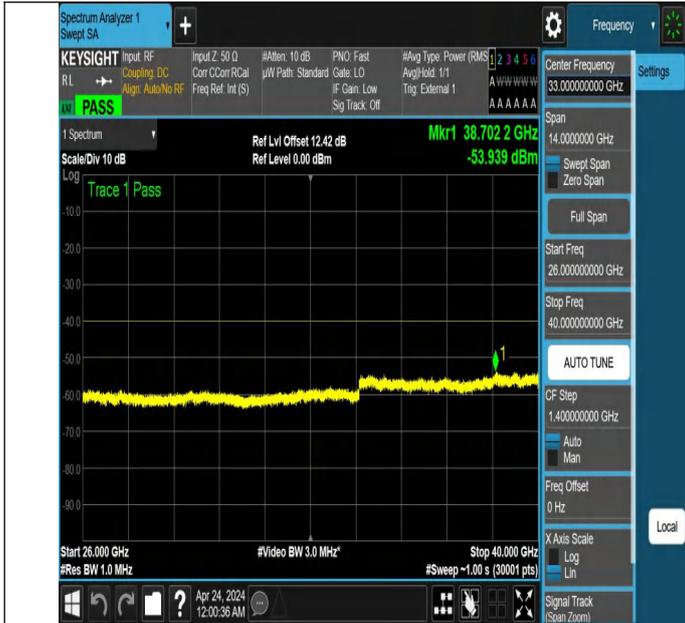 Spectrum Analyzer 1
Swept SA
+
Frequency
KEYSIGHT
RL
PASS
Input: RF
Coupling: DC
Align: Auto/No RF
Input Z: 50 Ω
Corr CCorr RCal
Freq Ref: Int (S)
#Atten: 10 dB
µW Path: Standard
PNO: Fast
Gate: LO
IF Gain: Low
Sig Track: Off
#Avg Type: Power (RMS
Avg|Hold: 1/1
Trig: External 1
1 2 3 4 5 6
A W W W W W
A A A A A A
1 Spectrum
Scale/Div 10 dB
Ref Lvl Offset 12.42 dB
Ref Level 0.00 dBm
Mkr1 38.702 2 GHz
-53.939 dBm
Log
Trace 1 Pass
-10.0
-20.0
-30.0
-40.0
-50.0
-60.0
-70.0
-80.0
-90.0
1
Start 26.000 GHz
#Res BW 1.0 MHz
#Video BW 3.0 MHz*
Stop 40.000 GHz
#Sweep ~1.00 s (30001 pts)
?
Apr 24, 2024
12:00:36 AM
Center Frequency
33.000000000 GHz
Settings
Span
14.0000000 GHz
Swept Span
Zero Span
Full Span
Start Freq
26.000000000 GHz
Stop Freq
40.000000000 GHz
AUTO TUNE
CF Step
1.400000000 GHz
Auto
Man
Freq Offset
0 Hz
X Axis Scale
Log
Lin
Local
Signal Track
(Span Zoom)